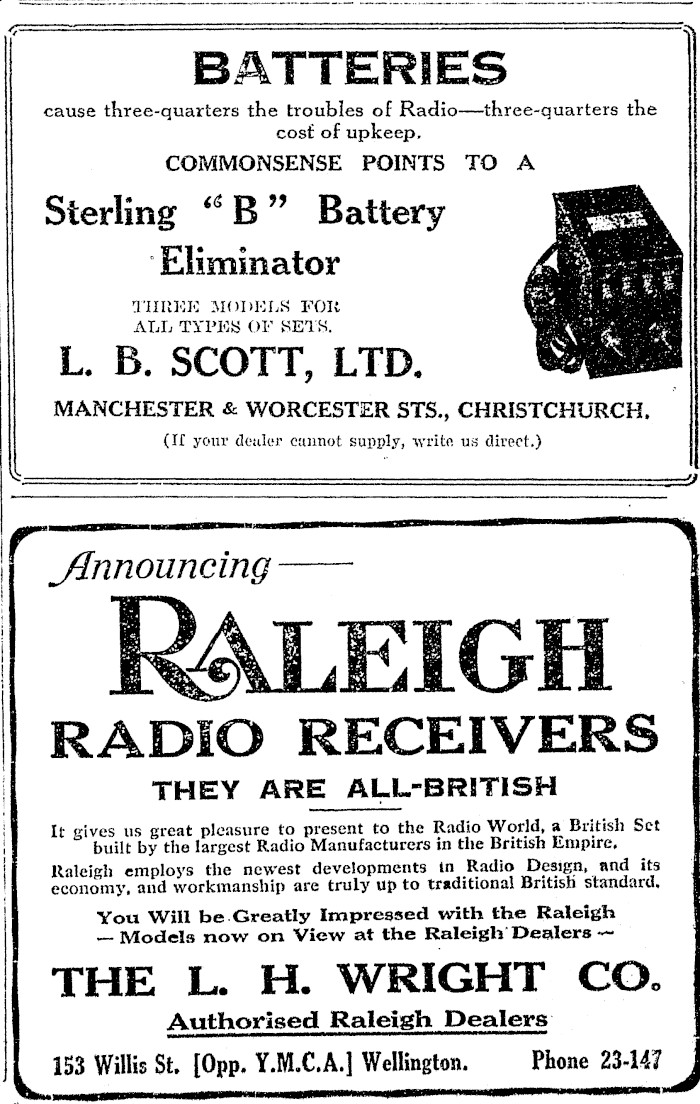 BATTERIES
cause three-quarters the troubles of Radio—three-quarters the
cost of upkeep.
COMMONSENSE POINTS TO A
Sterling “B” Battery
Eliminator
THREE MODELS FOR
ALL TYPES OF SETS.
L. B. SCOTT, LTD.
MANCHESTER & WORCESTER STS., CHRISTCHURCH.
(If your dealer cannot supply, write us direct.)
Announcing—
RALEIGH
RADIO RECEIVERS
THEY ARE ALL-BRITISH
It gives us great pleasure to present to the Radio World, a British Set
built by the largest Radio Manufacturers in the British Empire.
Raleigh employs the newest developments in Radio Design, and its
economy, and workmanship are truly up to traditional British standard.
You Will be Greatly Impressed with the Raleigh
— Models now on View at the Raleigh Dealers —
THE L. H. WRIGHT CO.
Authorised Raleigh Dealers
153 Willis St. [Opp. Y.M.C.A.] Wellington. Phone 23-147